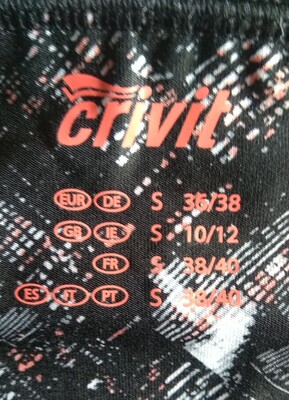 crivit
EUR DE S 36/38
GB IE S 10/12
FR S 38/40
ES IT PT S 38/40